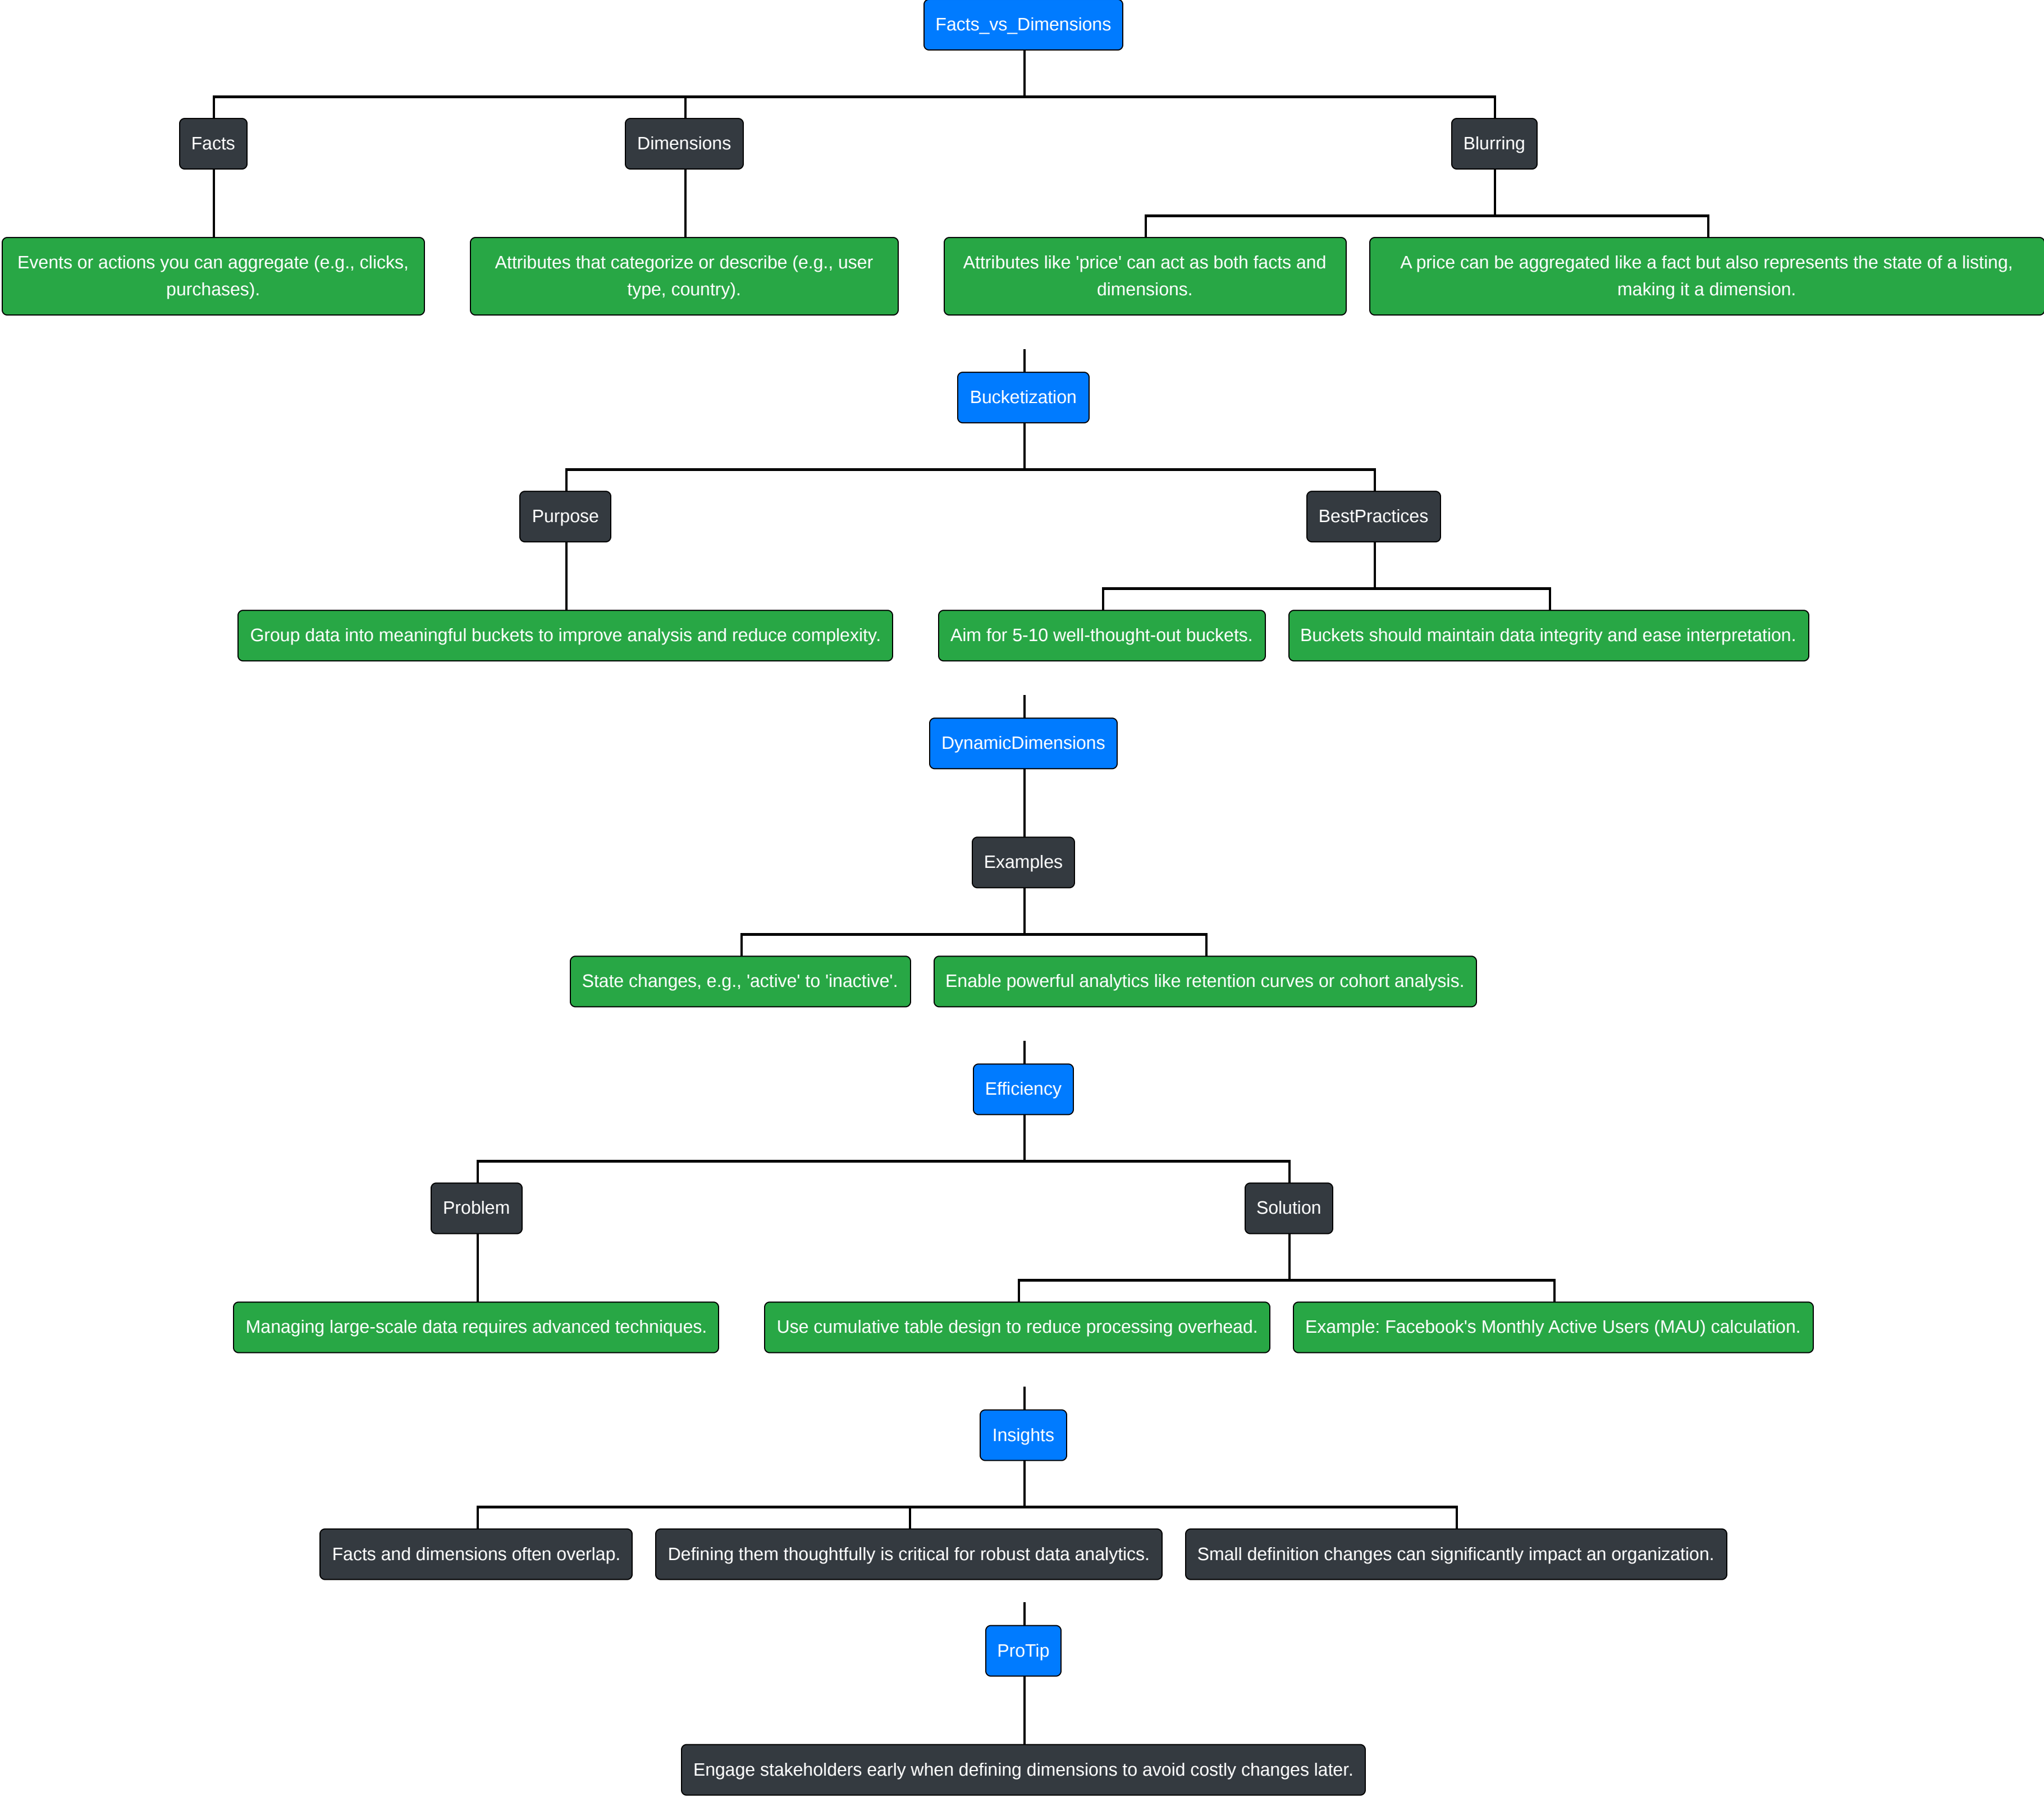 Facts_vs_Dimensions
Facts
Dimensions
Blurring
Events or actions you can aggregate (e.g., clicks,
purchases).
Attributes that categorize or describe (e.g., user
type, country).
Attributes like 'price' can act as both facts and
dimensions.
A price can be aggregated like a fact but also represents the state of a listing,
making it a dimension.
Bucketization
Purpose
BestPractices
Group data into meaningful buckets to improve analysis and reduce complexity.
Aim for 5-10 well-thought-out buckets.
Buckets should maintain data integrity and ease interpretation.
DynamicDimensions
Examples
State changes, e.g., 'active' to 'inactive'.
Enable powerful analytics like retention curves or cohort analysis.
Efficiency
Problem
Solution
Managing large-scale data requires advanced techniques.
Use cumulative table design to reduce processing overhead.
Example: Facebook's Monthly Active Users (MAU) calculation.
Insights
Facts and dimensions often overlap.
Defining them thoughtfully is critical for robust data analytics.
Small definition changes can significantly impact an organization.
ProTip
Engage stakeholders early when defining dimensions to avoid costly changes later.